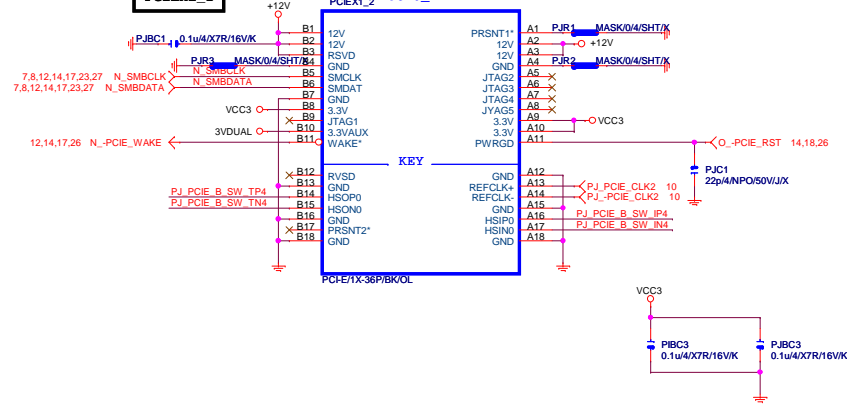 +12V
PCIEX1_2
PJBC1 0.1u/4/X7R/16V/K
PJR3 MASK/0/4/SHT/X
7,8,12,14,17,23,27 N_SMBCLK N_SMBCLK
7,8,12,14,17,23,27 N_SMBDATA N_SMBDATA
VCC3
3VDUAL
12,14,17,26 N_-PCIE_WAKE
PJ_PCIE_B_SW_TP4
PJ_PCIE_B_SW_TN4
B1 12V PRSNT1* A1 PJR1 MASK/0/4/SHT/X
B2 12V 12V A2 +12V
B3 RSVD 12V A3
B4 GND GND A4 PJR2 MASK/0/4/SHT/X
B5 SMCLK JTAG2 A5
B6 SMDAT JTAG3 A6
B7 GND JTAG4 A7
B8 3.3V JYAG5 A8
B9 JTAG1 3.3V A9 VCC3
B10 3.3VAUX 3.3V A10
B11 WAKE* PWRGD A11 O_-PCIE_RST 14,18,26
KEY
B12 RVSD GND A12
B13 GND REFCLK+ A13 PJ_PCIE_CLK2 10
B14 HSOP0 REFCLK- A14 PJ_-PCIE_CLK2 10
B15 HSON0 GND A15
B16 GND HSIP0 A16 PJ_PCIE_B_SW_IP4
B17 PRSNT2* HSIN0 A17 PJ_PCIE_B_SW_IN4
B18 GND GND A18
PCI-E/1X-36P/BK/OL
PJC1
22p/4/NPO/50V/J/X
VCC3
PIBC3
0.1u/4/X7R/16V/K
PJBC3
0.1u/4/X7R/16V/K